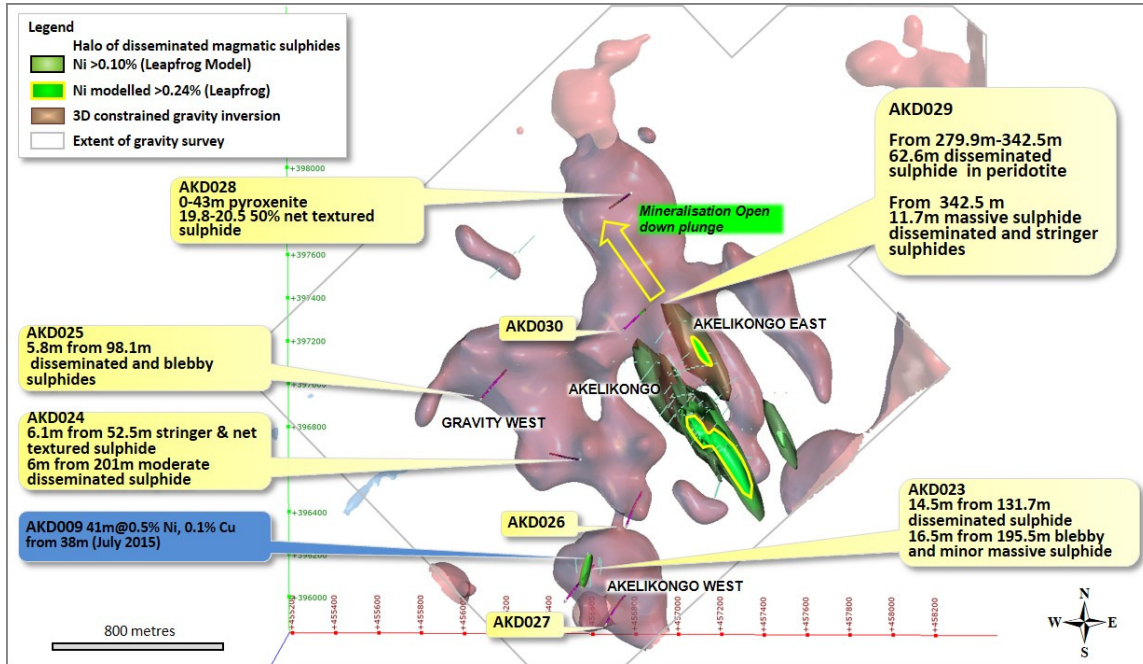 Legend
Halo of disseminated magmatic sulphides
Ni >0.10% (Leapfrog Model)
Ni modelled >0.24% (Leapfrog)
3D constrained gravity inversion
Extent of gravity survey
AKD029
From 279.9m-342.5m
62.6m disseminated
sulphide in peridotite
From 342.5 m
11.7m massive sulphide
disseminated and stringer
sulphides
+398000
AKD028
0-43m pyroxenite
19.8-20.5 50% net textured
sulphide
Mineralisation Open
down plunge
+397600
+397400
AKD030
AKELIKONGO EAST
+397200
AKD025
5.8m from 98.1m
disseminated and blebby
sulphides
AKELIKONGO
+397000
GRAVITY WEST
+396800
AKD024
6.1m from 52.5m stringer & net
textured sulphide
6m from 201m moderate
disseminated sulphide
+396400
AKD023
14.5m from 131.7m
disseminated sulphide
16.5m from 195.5m blebby
and minor massive sulphide
AKD009 41m@0.5% Ni, 0.1% Cu
from 38m (July 2015)
AKD026
+396200
AKELIKONGO WEST
+396000
AKD027
+455200
+455400
+455600
+455800
+456000
+457000
+457200
+457400
+457600
+457800
+458000
+458200
800 metres
N
W
E
S